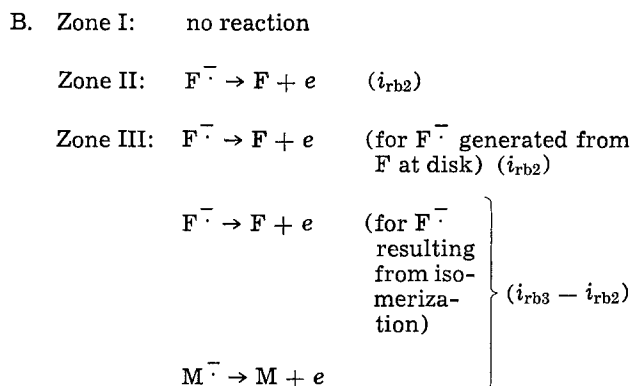 B. Zone I: no reaction
Zone II: F⨪ → F + e (i_rb2)
Zone III: F⨪ → F + e (for F⨪ generated from
F at disk) (i_rb2)
F⨪ → F + e (for F⨪
resulting
from iso-
meriza-
tion)
(i_rb3 − i_rb2)
M⨪ → M + e